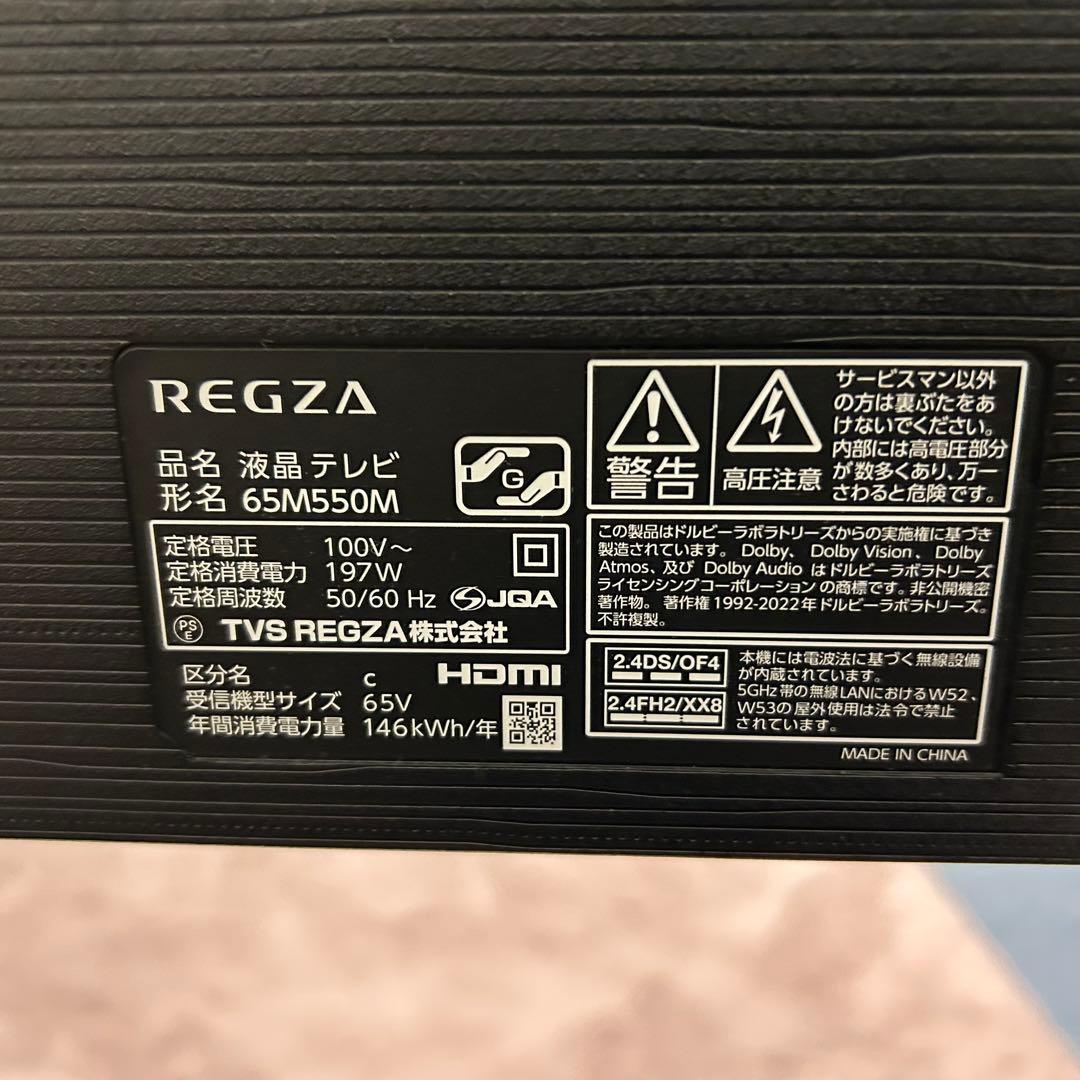 REGZA
品名 液晶テレビ
形名 65M550M
G
定格電圧 100V～
定格消費電力 197W
定格周波数 50/60 Hz JQA
PS
E
TVS REGZA株式会社
区分名 c HDMI
受信機型サイズ 65V
年間消費電力量 146kWh/年
警告
高圧注意
サービスマン以外
の方は裏ぶたをあ
けないでください。
内部には高電圧部分
が数多くあり、万一
さわると危険です。
この製品はドルビーラボラトリーズからの実施権に基づき
製造されています。 Dolby、 Dolby Vision、 Dolby
Atmos、及び Dolby Audio はドルビーラボラトリーズ
ライセンシングコーポレーションの商標です。非公開機密
著作物。 著作権 1992-2022年ドルビーラボラトリーズ。
不許複製。
2.4DS/OF4
2.4FH2/XX8
本機には電波法に基づく無線設備
が内蔵されています。
5GHz帯の無線LANにおけるW52、
W53の屋外使用は法令で禁止
されています。
MADE IN CHINA